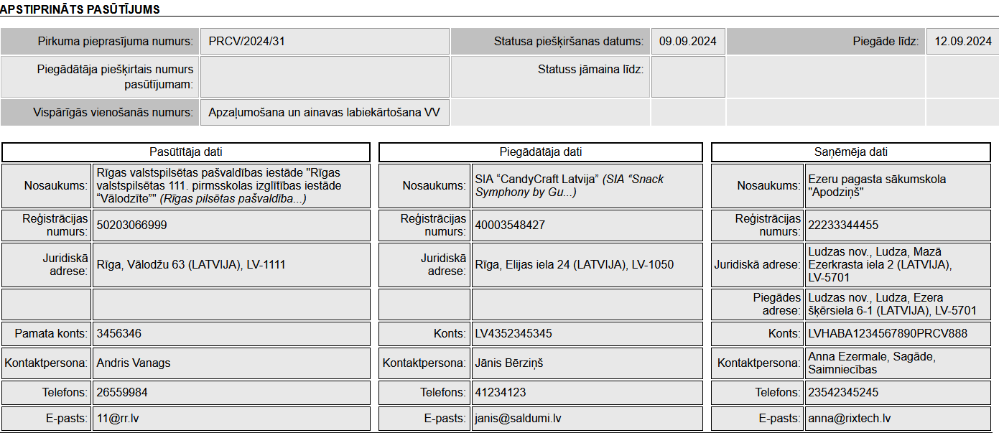 APSTIPRINĀTS PASŪTĪJUMS
Pirkuma pieprasījuma numurs: PRCV/2024/31 Statusa piešķiršanas datums: 09.09.2024 Piegāde līdz: 12.09.2024
Piegādātāja piešķirtais numurs
pasūtījumam:
Statuss jāmaina līdz:
Vispārīgās vienošanās numurs: Apzaļumošana un ainavas labiekārtošana VV
Pasūtītāja dati
Nosaukums:
Rīgas valstspilsētas pašvaldības iestāde "Rīgas
valstspilsētas 111. pirmsskolas izglītības iestāde
“Vālodzīte”" (Rīgas pilsētas pašvaldība...)
Reģistrācijas
numurs:
50203066999
Juridiskā
adrese:
Rīga, Vālodžu 63 (LATVIJA), LV-1111
Pamata konts: 3456346
Kontaktpersona: Andris Vanags
Telefons: 26559984
E-pasts: 11@rr.lv
Piegādātāja dati
Nosaukums:
SIA “CandyCraft Latvija” (SIA “Snack
Symphony by Gu...)
Reģistrācijas
numurs:
40003548427
Juridiskā
adrese:
Rīga, Elijas iela 24 (LATVIJA), LV-1050
Konts: LV4352345345
Kontaktpersona: Jānis Bērziņš
Telefons: 41234123
E-pasts: janis@saldumi.lv
Saņēmēja dati
Nosaukums:
Ezeru pagasta sākumskola
"Apodziņš"
Reģistrācijas
numurs:
22233344455
Juridiskā adrese:
Ludzas nov., Ludza, Mazā
Ezerkrasta iela 2 (LATVIJA),
LV-5701
Piegādes
adrese:
Ludzas nov., Ludza, Ezera
šķērsiela 6-1 (LATVIJA), LV-5701
Konts: LVHABA1234567890PRCV888
Kontaktpersona:
Anna Ezermale, Sagāde,
Saimniecības
Telefons: 23542345245
E-pasts: anna@rixtech.lv